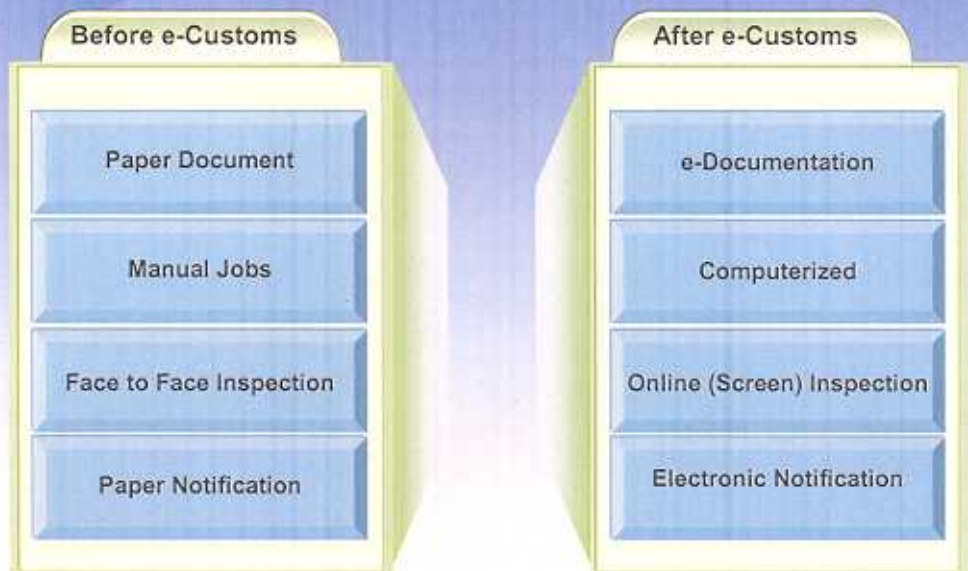 Before e-Customs
Paper Document
Manual Jobs
Face to Face Inspection
Paper Notification
After e-Customs
e-Documentation
Computerized
Online (Screen) Inspection
Electronic Notification